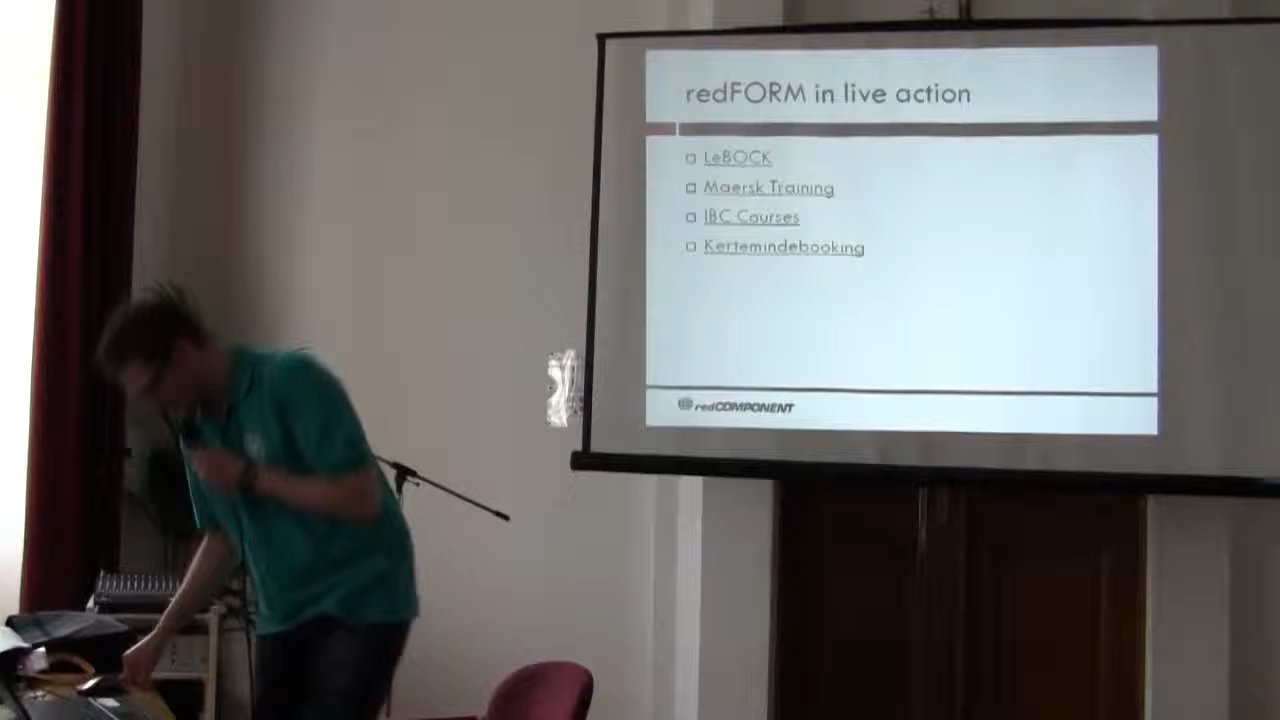 redFORM in live action
LeBOCK
Maersk Training
IBC Courses
Kertemindebooking
redCOMPONENT